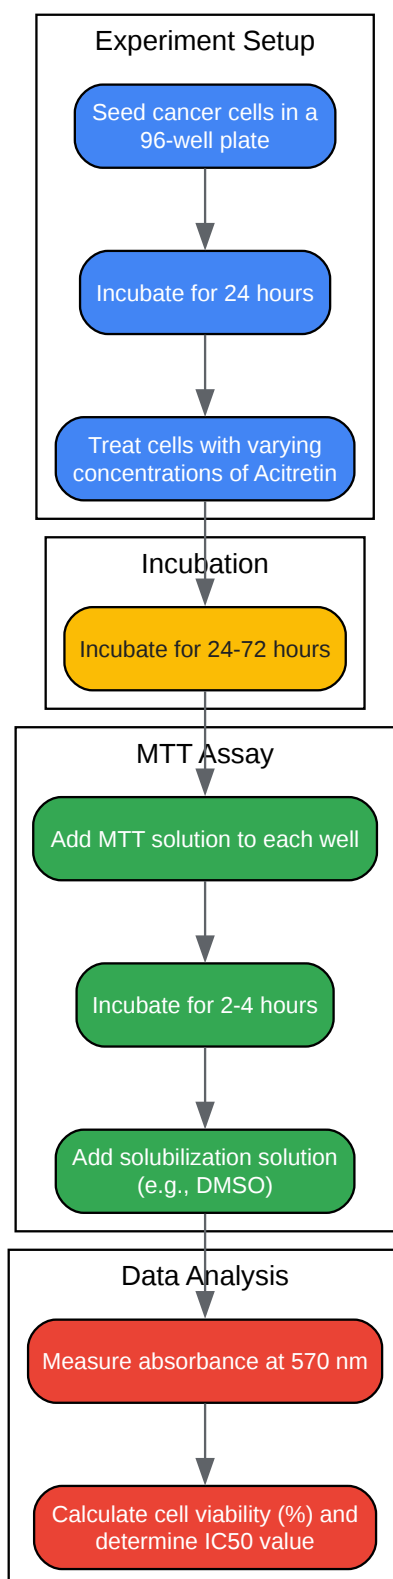 Experiment Setup
Seed cancer cells in a
96-well plate
Incubate for 24 hours
Treat cells with varying
concentrations of Acitretin
Incubation
Incubate for 24-72 hours
MTT Assay
Add MTT solution to each well
Incubate for 2-4 hours
Add solubilization solution
(e.g., DMSO)
Data Analysis
Measure absorbance at 570 nm
Calculate cell viability (%) and
determine IC50 value